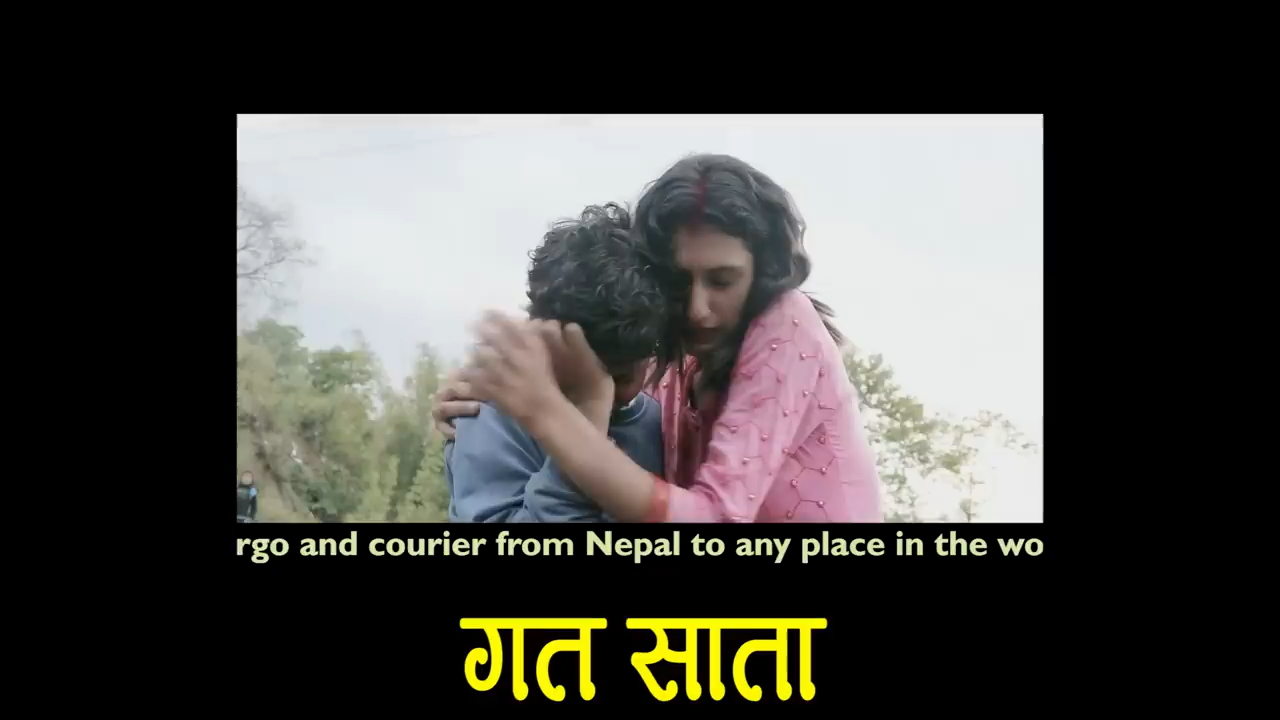 rgo and courier from Nepal to any place in the wo
गत साता